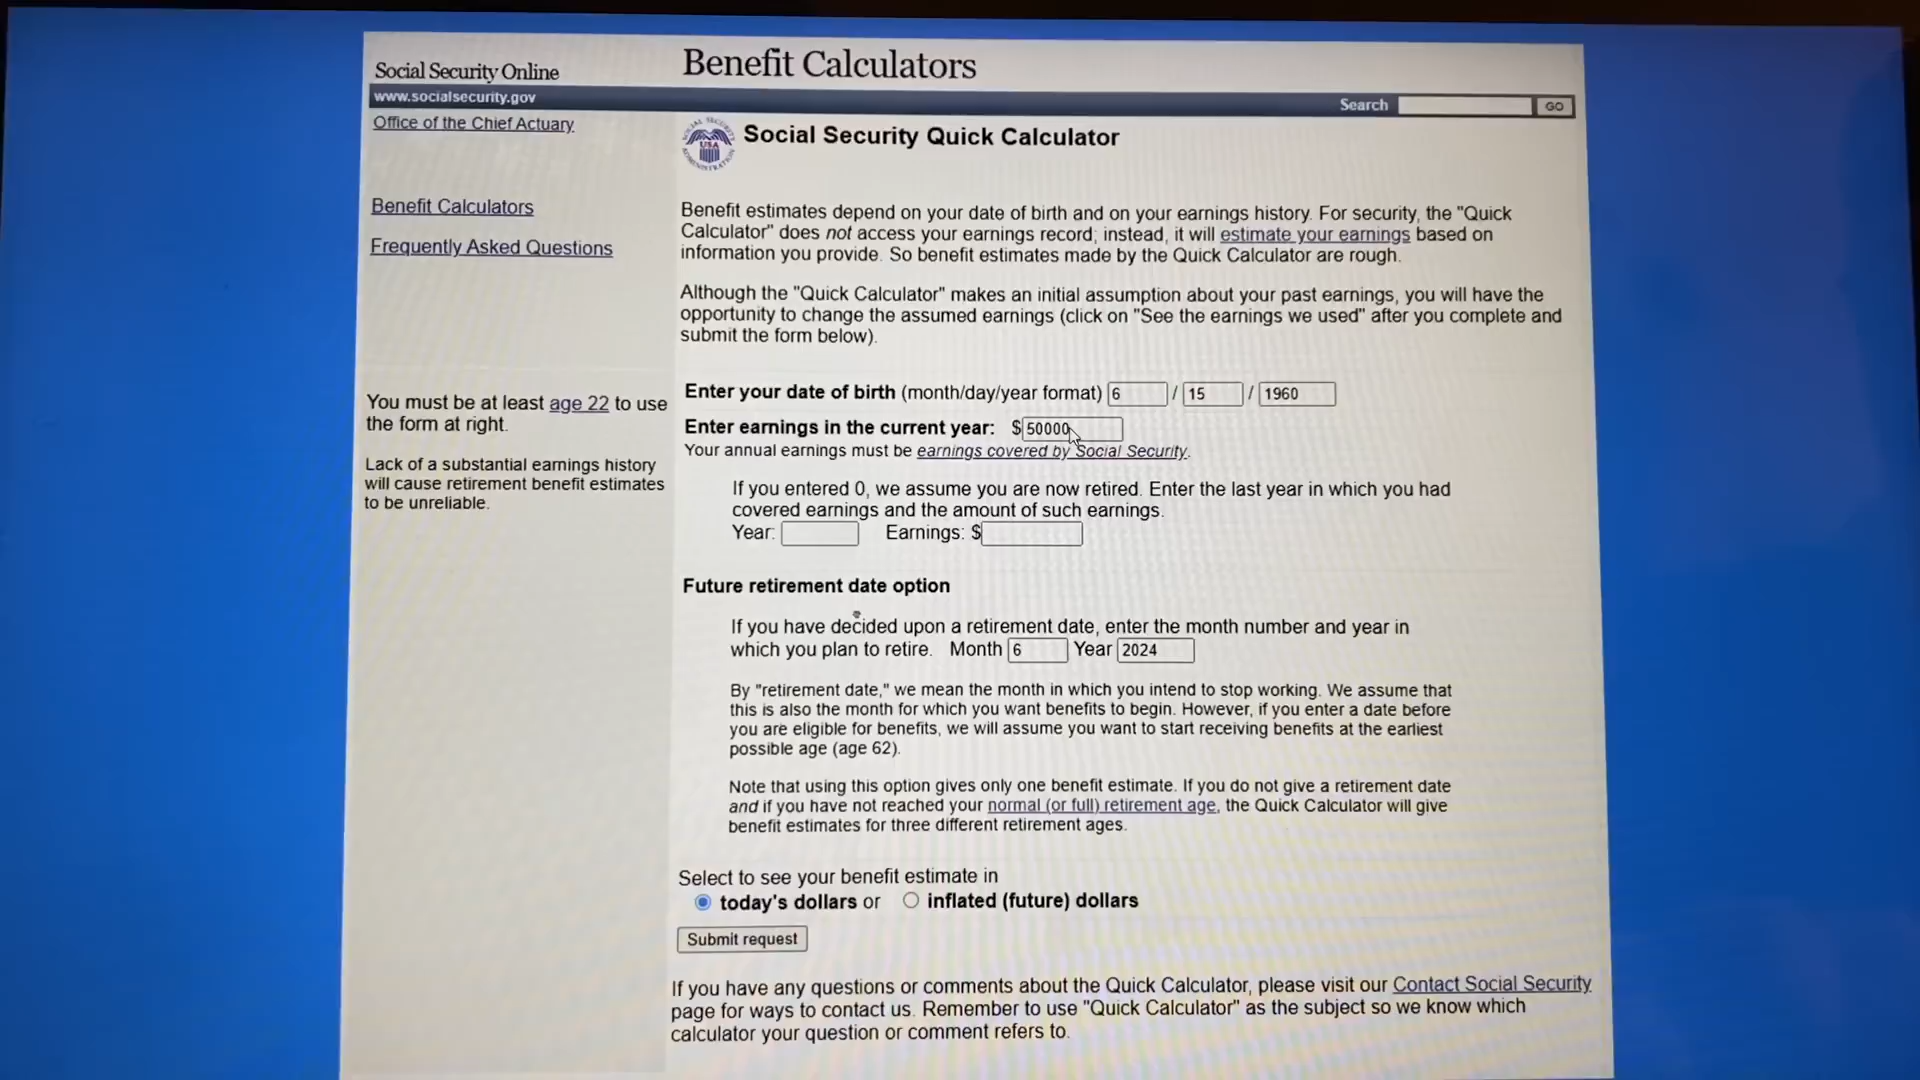 Social Security Online
Benefit Calculators
www.socialsecurity.gov
Search
GO
Office of the Chief Actuary
Benefit Calculators
Frequently Asked Questions
You must be at least age 22 to use
the form at right.
Lack of a substantial earnings history
will cause retirement benefit estimates
to be unreliable.
SOCIAL SECURITY ADMINISTRATION
USA
Social Security Quick Calculator
Benefit estimates depend on your date of birth and on your earnings history. For security, the "Quick
Calculator" does not access your earnings record; instead, it will estimate your earnings based on
information you provide. So benefit estimates made by the Quick Calculator are rough.
Although the "Quick Calculator" makes an initial assumption about your past earnings, you will have the
opportunity to change the assumed earnings (click on "See the earnings we used" after you complete and
submit the form below).
Enter your date of birth (month/day/year format) 6 / 15 / 1960
Enter earnings in the current year: $ 50000
Your annual earnings must be earnings covered by Social Security.
If you entered 0, we assume you are now retired. Enter the last year in which you had
covered earnings and the amount of such earnings.
Year: Earnings: $
Future retirement date option
If you have decided upon a retirement date, enter the month number and year in
which you plan to retire. Month 6 Year 2024
By "retirement date," we mean the month in which you intend to stop working. We assume that
this is also the month for which you want benefits to begin. However, if you enter a date before
you are eligible for benefits, we will assume you want to start receiving benefits at the earliest
possible age (age 62).
Note that using this option gives only one benefit estimate. If you do not give a retirement date
and if you have not reached your normal (or full) retirement age, the Quick Calculator will give
benefit estimates for three different retirement ages.
Select to see your benefit estimate in
today's dollars or inflated (future) dollars
Submit request
If you have any questions or comments about the Quick Calculator, please visit our Contact Social Security
page for ways to contact us. Remember to use "Quick Calculator" as the subject so we know which
calculator your question or comment refers to.